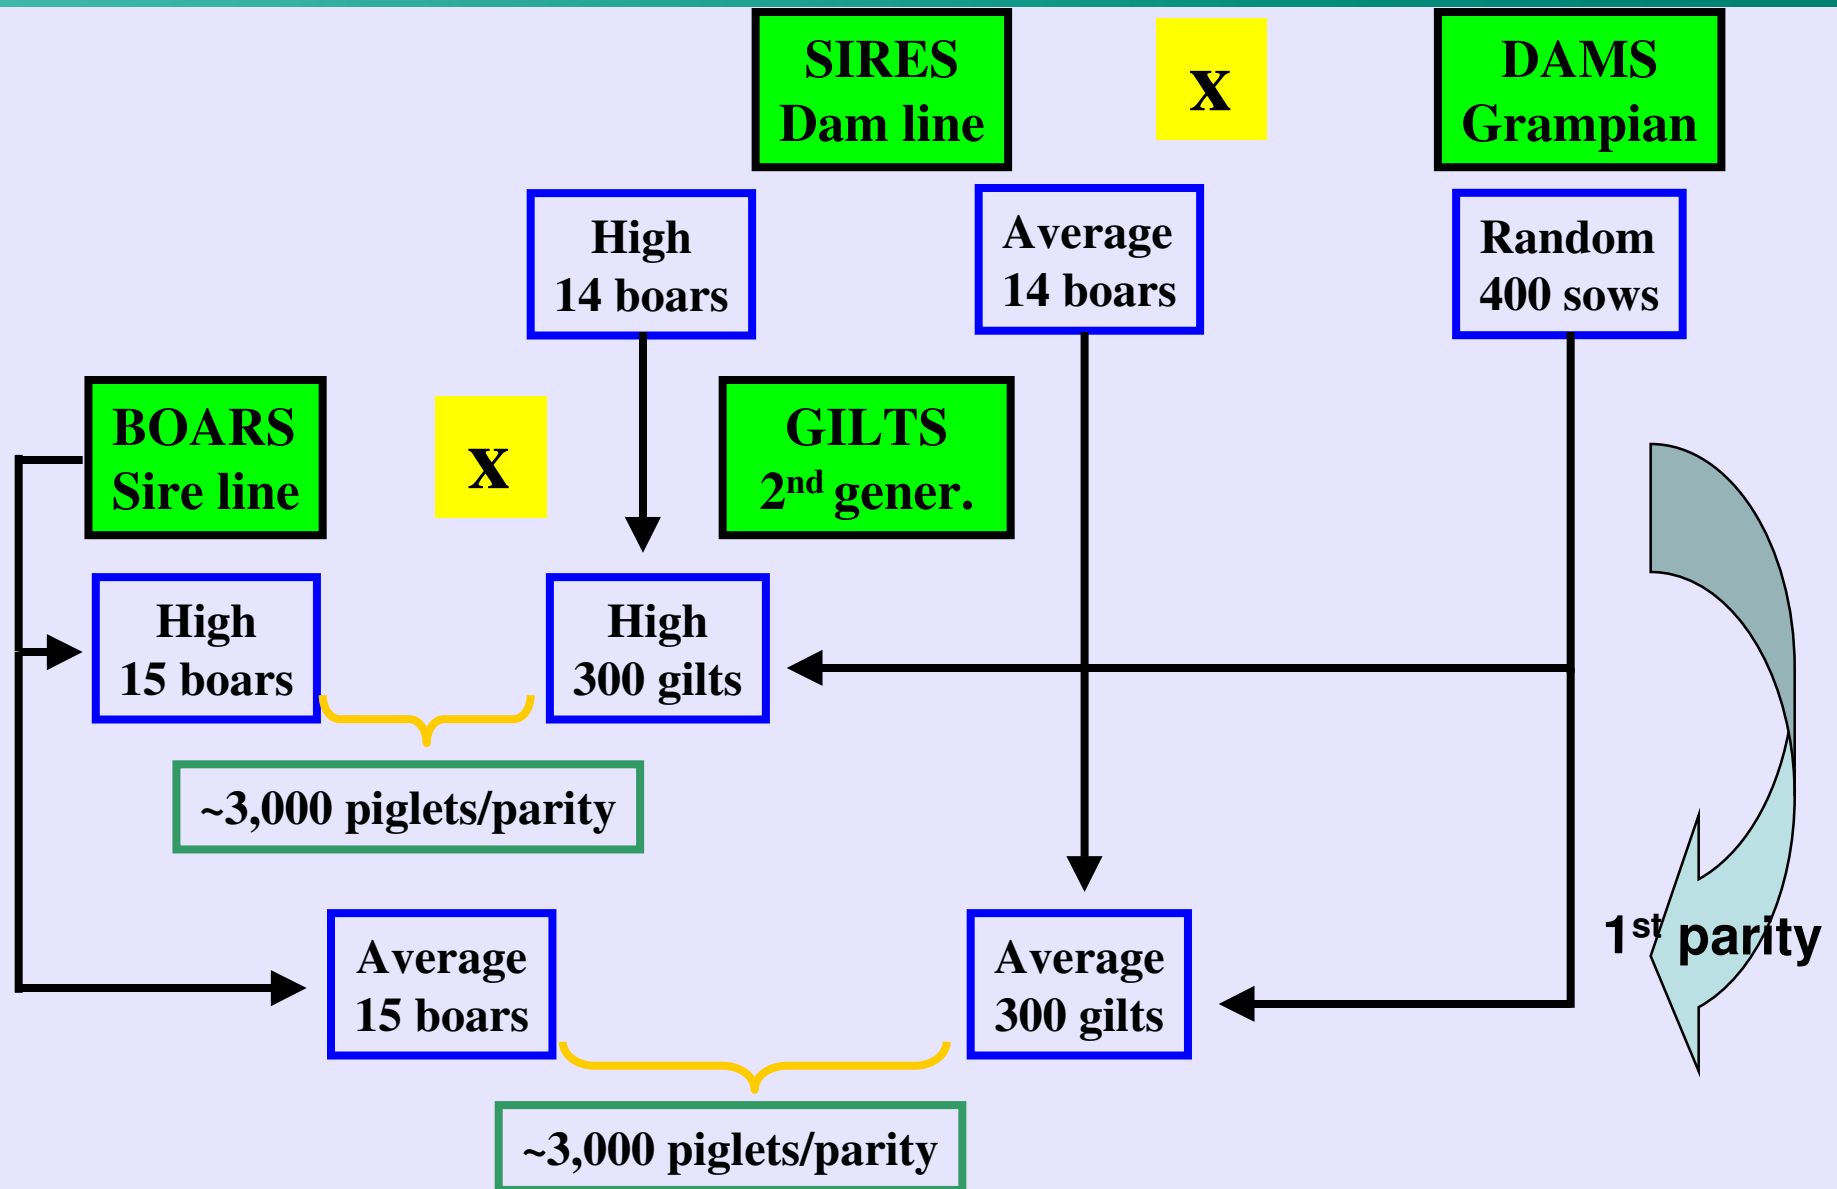 SIRES
Dam line
x
DAMS
Grampian
High
14 boars
Average
14 boars
Random
400 sows
BOARS
Sire line
x
GILTS
2nd gener.
High
15 boars
High
300 gilts
~3,000 piglets/parity
1st parity
Average
15 boars
Average
300 gilts
~3,000 piglets/parity